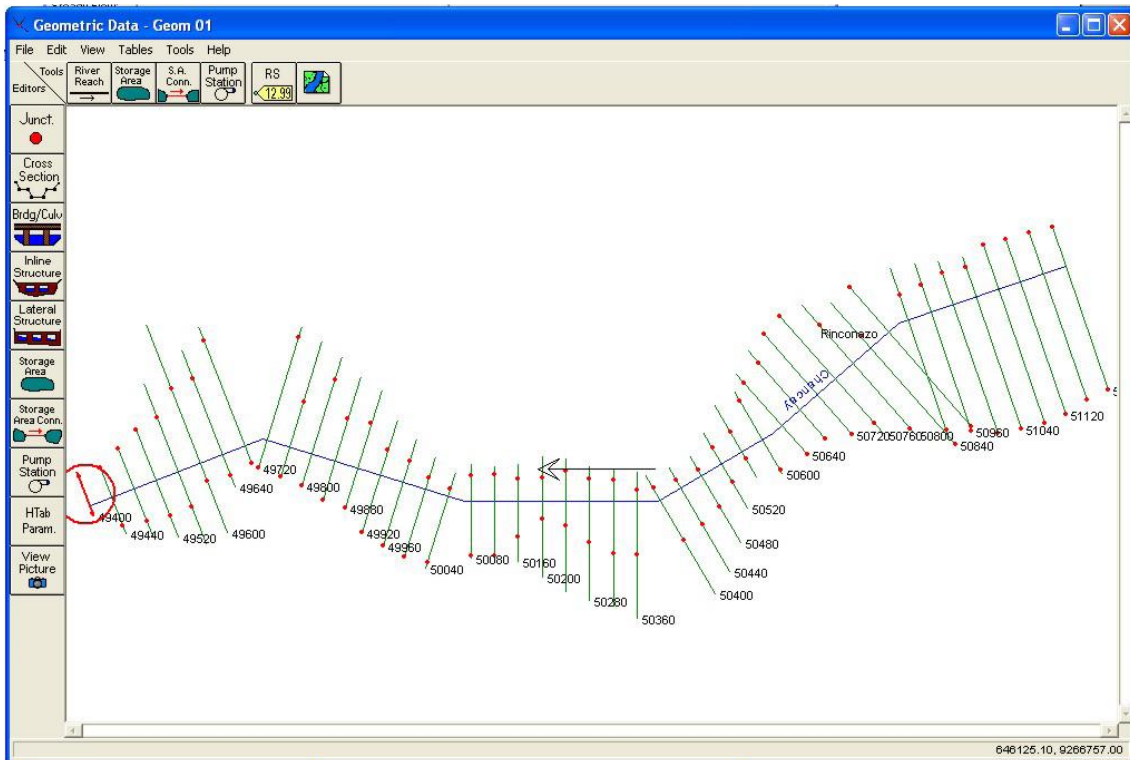 Geometric Data - Geom 01
File Edit View Tables Tools Help
Tools
Editors
River
Reach
Storage
Area
S.A.
Conn.
Pump
Station
RS
12.99
Junct.
Cross
Section
Brdg/Culv
Inline
Structure
Lateral
Structure
Storage
Area
Storage
Area Conn.
Pump
Station
HTab
Param.
View
Picture
Rinconazo
Chancay
49400
49440
49520
49600
49640
49720
49800
49880
49920
49960
50040
50080
50160
50200
50280
50360
50400
50440
50480
50520
50600
50640
50720
50760
50800
50840
50960
51040
51120
646125.10, 9266757.00